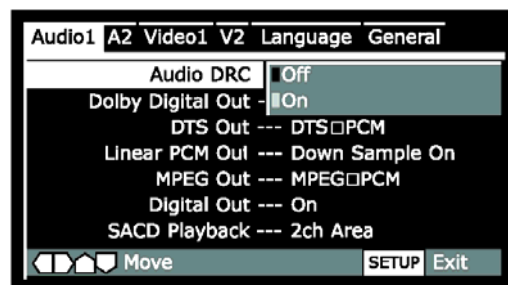 Audio1 A2 Video1 V2 Language General
Audio DRC Off
Dolby Digital Out - On
DTS Out --- DTS□PCM
Linear PCM Out --- Down Sample On
MPEG Out --- MPEG□PCM
Digital Out --- On
SACD Playback --- 2ch Area
Move SETUP Exit